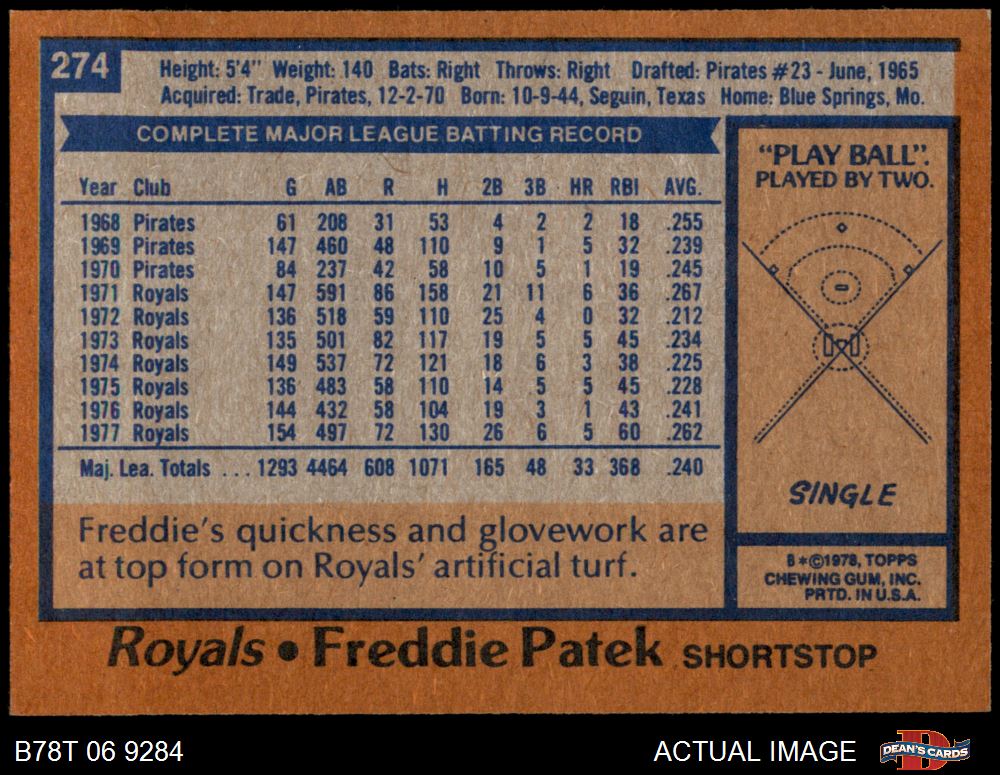 274
Height: 5'4" Weight: 140 Bats: Right Throws: Right Drafted: Pirates #23 - June, 1965
Acquired: Trade, Pirates, 12-2-70 Born: 10-9-44, Seguin, Texas Home: Blue Springs, Mo.
COMPLETE MAJOR LEAGUE BATTING RECORD
Year Club G AB R H 2B 3B HR RBI AVG.
1968 Pirates 61 208 31 53 4 2 2 18 .255
1969 Pirates 147 460 48 110 9 1 5 32 .239
1970 Pirates 84 237 42 58 10 5 1 19 .245
1971 Royals 147 591 86 158 21 11 6 36 .267
1972 Royals 136 518 59 110 25 4 0 32 .212
1973 Royals 135 501 82 117 19 5 5 45 .234
1974 Royals 149 537 72 121 18 6 3 38 .225
1975 Royals 136 483 58 110 14 5 5 45 .228
1976 Royals 144 432 58 104 19 3 1 43 .241
1977 Royals 154 497 72 130 26 6 5 60 .262
Maj. Lea. Totals ... 1293 4464 608 1071 165 48 33 368 .240
Freddie's quickness and glovework are
at top form on Royals' artificial turf.
"PLAY BALL".
PLAYED BY TWO.
SINGLE
B*©1978, TOPPS
CHEWING GUM, INC.
PRTD. IN U.S.A.
Royals • Freddie Patek SHORTSTOP
B78T 06 9284
ACTUAL IMAGE
D
DEAN'S CARDS